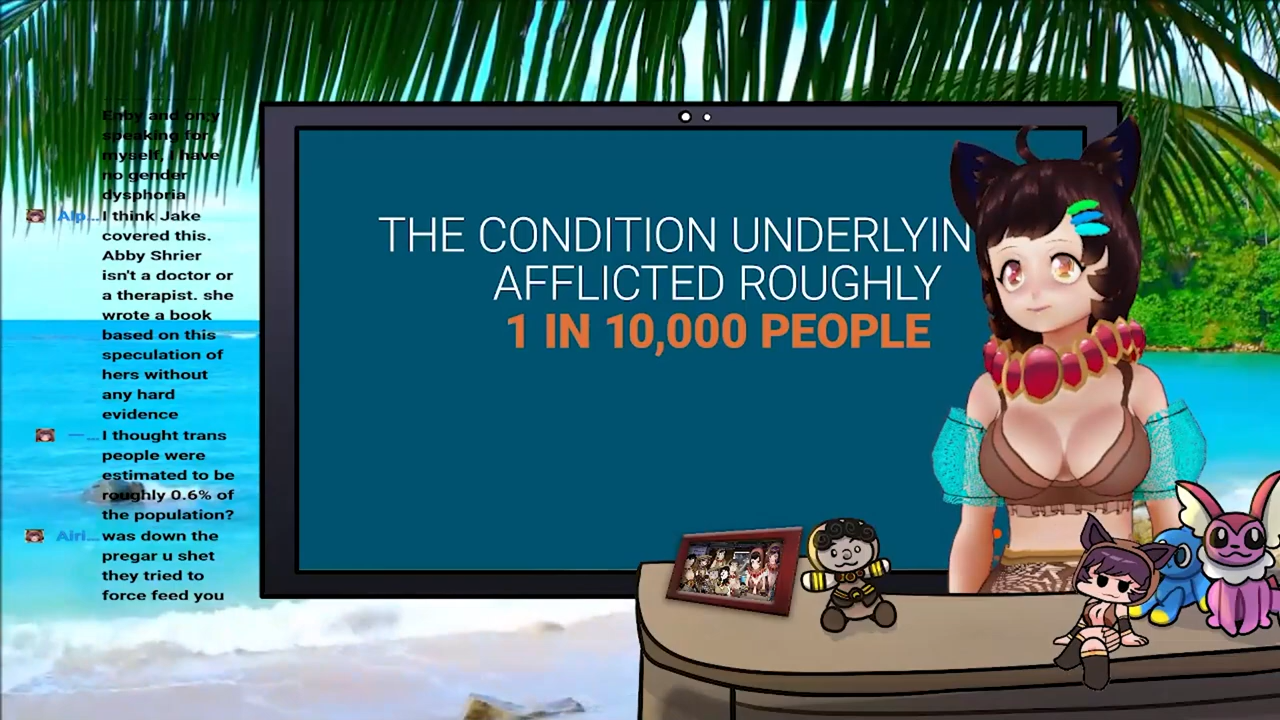 Enby and on;y
speaking for
myself, i have
no gender
dysphoria
Alp... I think Jake
covered this.
Abby Shrier
isn't a doctor or
a therapist. she
wrote a book
based on this
speculation of
hers without
any hard
evidence
—... I thought trans
people were
estimated to be
roughly 0.6% of
the population?
Airi... was down the
pregar u shet
they tried to
force feed you
THE CONDITION UNDERLYIN
AFFLICTED ROUGHLY
1 IN 10,000 PEOPLE